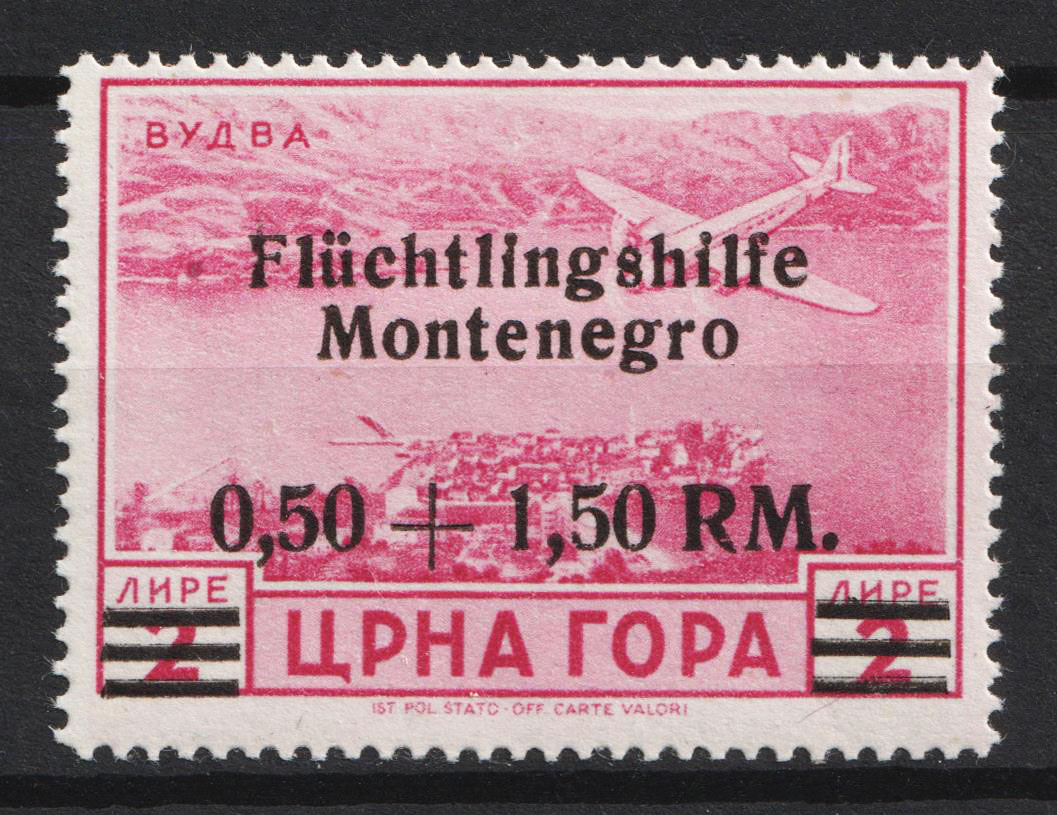 ВУДВА
Flüchtlingshilfe
Montenegro
0,50 + 1,50 RM.
ЛИРЕ
2
ЦРНА ГОРА
ЛИРЕ
2
IST POL STATO - OFF CARTE VALORI